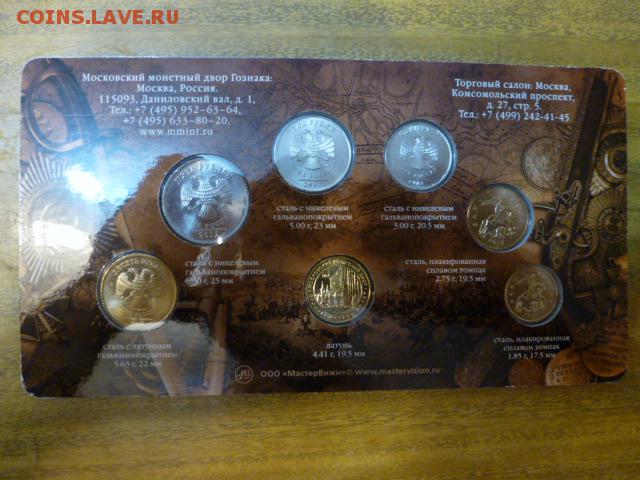 COINS.LAVE.RU
Московский монетный двор Гознака:
Москва, Россия.
115093, Даниловский вал, д. 1,
Тел.: +7 (495) 952-63-64,
+7 (495) 633-80-20.
www.mmint.ru
Торговый салон: Москва,
Комсомольский проспект,
д. 27, стр. 5.
Тел.: +7 (499) 242-41-45
сталь с никелевым
гальванопокрытием
5.00 г, 23 мм
сталь с никелевым
гальванопокрытием
3.00 г, 20.5 мм
сталь с никелевым
гальванопокрытием
г, 25 мм
сталь, плакированная
сплавом томпак
2.75 г, 19.5 мм
сталь с латунным
гальванопокрытием
5.63 г, 22 мм
латунь
4.41 г, 19.5 мм
сталь, плакированная
сплавом томпак
1.85 г, 17.5 мм
ООО «МастерВижн» © www.mastervision.ru